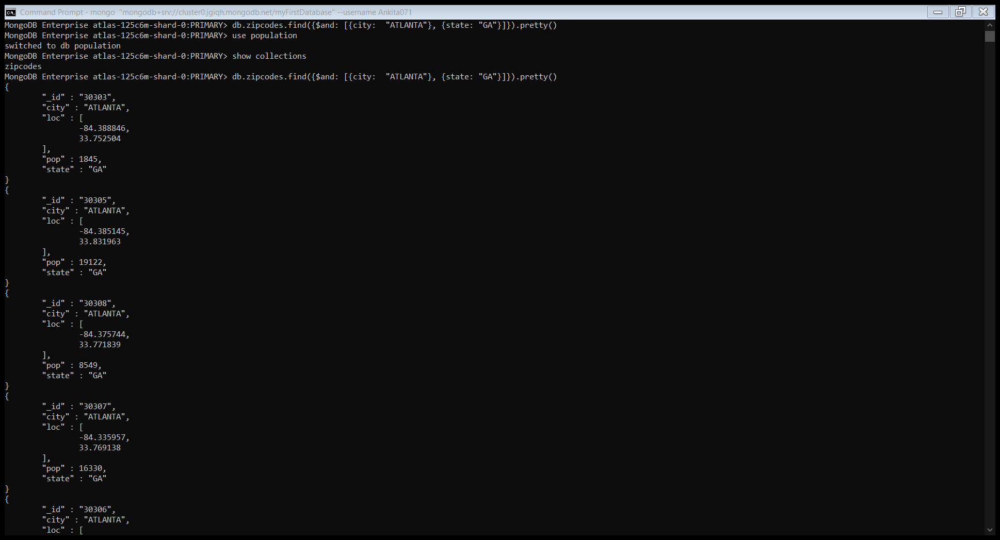 Command Prompt - mongo  "mongodb+srv://cluster0.jgiqh.mongodb.net/myFirstDatabase" --username Ankita071
MongoDB Enterprise atlas-125c6m-shard-0:PRIMARY> db.zipcodes.find({$and: [{city:  "ATLANTA"}, {state: "GA"}]}).pretty()
MongoDB Enterprise atlas-125c6m-shard-0:PRIMARY> use population
switched to db population
MongoDB Enterprise atlas-125c6m-shard-0:PRIMARY> show collections
zipcodes
MongoDB Enterprise atlas-125c6m-shard-0:PRIMARY> db.zipcodes.find({$and: [{city:  "ATLANTA"}, {state: "GA"}]}).pretty()
{
        "_id" : "30303",
        "city" : "ATLANTA",
        "loc" : [
                -84.388846,
                33.752504
        ],
        "pop" : 1845,
        "state" : "GA"
}
{
        "_id" : "30305",
        "city" : "ATLANTA",
        "loc" : [
                -84.385145,
                33.831963
        ],
        "pop" : 19122,
        "state" : "GA"
}
{
        "_id" : "30308",
        "city" : "ATLANTA",
        "loc" : [
                -84.375744,
                33.771839
        ],
        "pop" : 8549,
        "state" : "GA"
}
{
        "_id" : "30307",
        "city" : "ATLANTA",
        "loc" : [
                -84.335957,
                33.769138
        ],
        "pop" : 16330,
        "state" : "GA"
}
{
        "_id" : "30306",
        "city" : "ATLANTA",
        "loc" : [